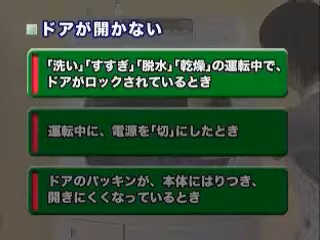 ドアが開かない
「洗い」「すすぎ」「脱水」「乾燥」の運転中で、
ドアがロックされているとき
運転中に、電源を「切」にしたとき
ドアのパッキンが、本体にはりつき、
開きにくくなっているとき